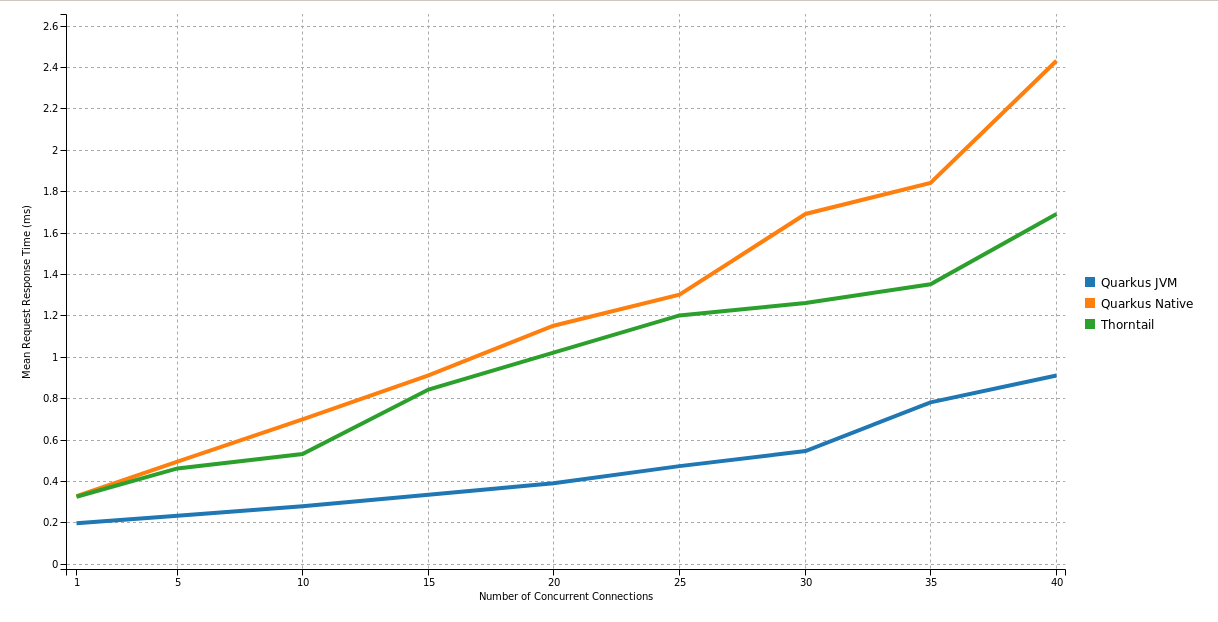 2.6
2.4
2.2
2
1.8
1.6
1.4
1.2
1
0.8
0.6
0.4
0.2
0
Mean Request Response Time (ms)
1 5 10 15 20 25 30 35 40
Number of Concurrent Connections
Quarkus JVM
Quarkus Native
Thorntail